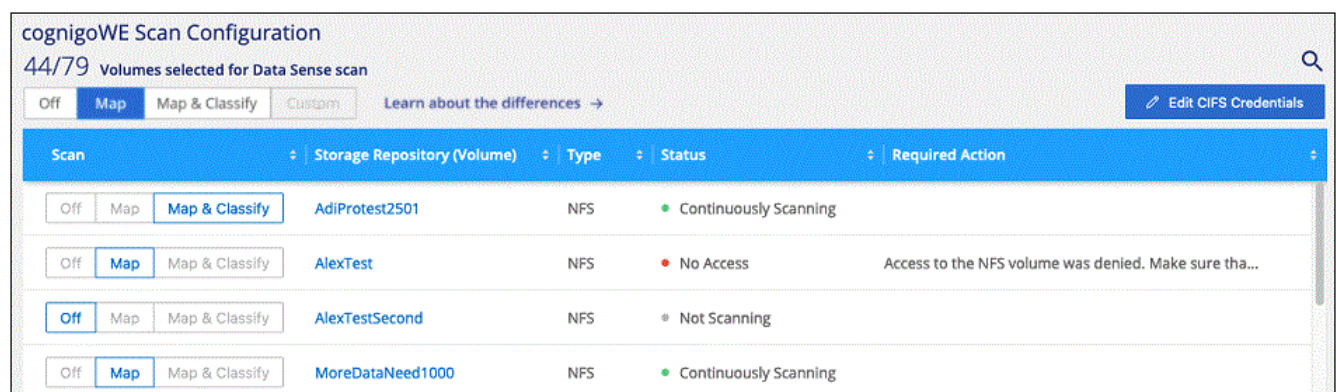 cognigoWE Scan Configuration
44/79 Volumes selected for Data Sense scan
Off Map Map & Classify Custom Learn about the differences → Edit CIFS Credentials
Scan Storage Repository (Volume) Type Status Required Action
Off Map Map & Classify AdiProtest2501 NFS Continuously Scanning
Off Map Map & Classify AlexTest NFS No Access Access to the NFS volume was denied. Make sure tha...
Off Map Map & Classify AlexTestSecond NFS Not Scanning
Off Map Map & Classify MoreDataNeed1000 NFS Continuously Scanning